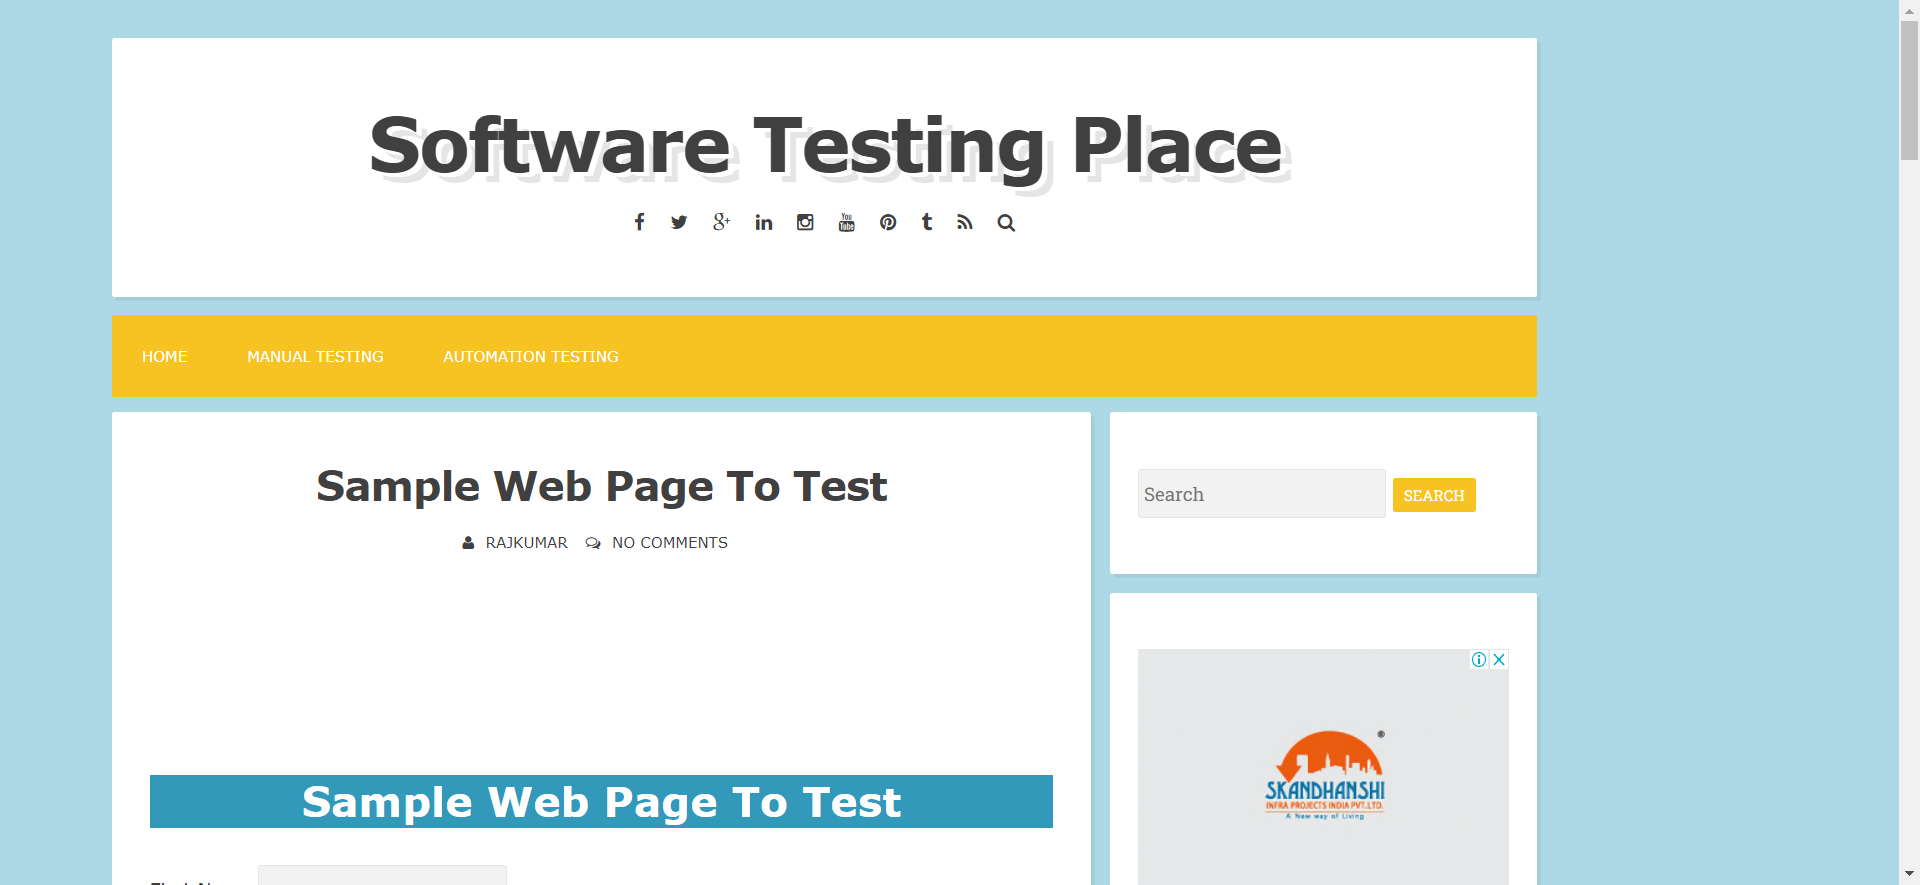 Software Testing Place
HOME
MANUAL TESTING
AUTOMATION TESTING
Sample Web Page To Test
RAJKUMAR NO COMMENTS
Search SEARCH
SKANDHANSHI
INFRA PROJECTS INDIA PVT.LTD.
A New way of Living
Sample Web Page To Test